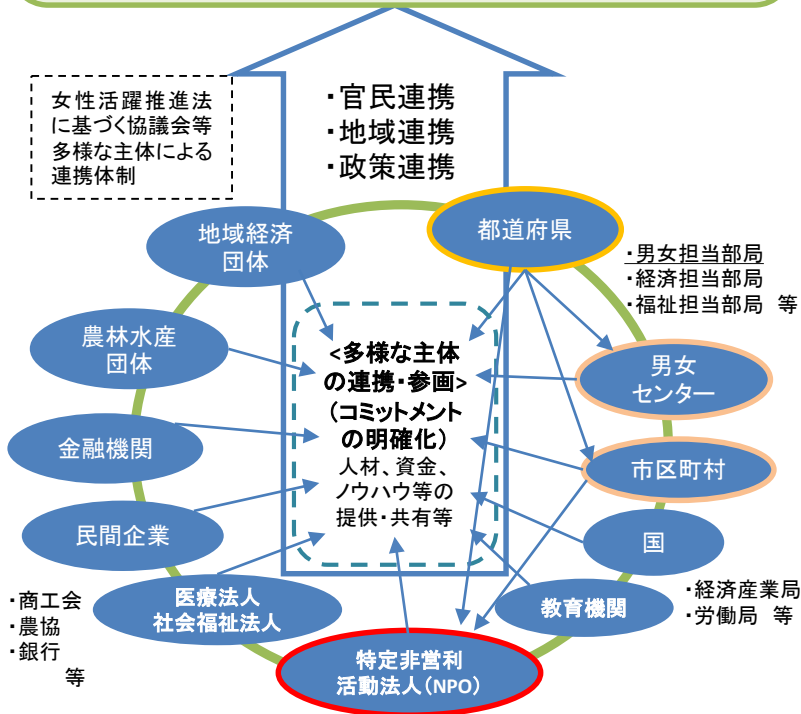 女性活躍推進法
に基づく協議会等
多様な主体による
連携体制
・官民連携
・地域連携
・政策連携
地域経済
団体
都道府県
・男女担当部局
・経済担当部局
・福祉担当部局 等
農林水産
団体
<多様な主体
の連携・参画>
(コミットメント
の明確化)
人材、資金、
ノウハウ等の
提供・共有等
男女
センター
金融機関
市区町村
民間企業
国
・商工会
・農協
・銀行
等
医療法人
社会福祉法人
教育機関
・経済産業局
・労働局 等
特定非営利
活動法人(NPO)